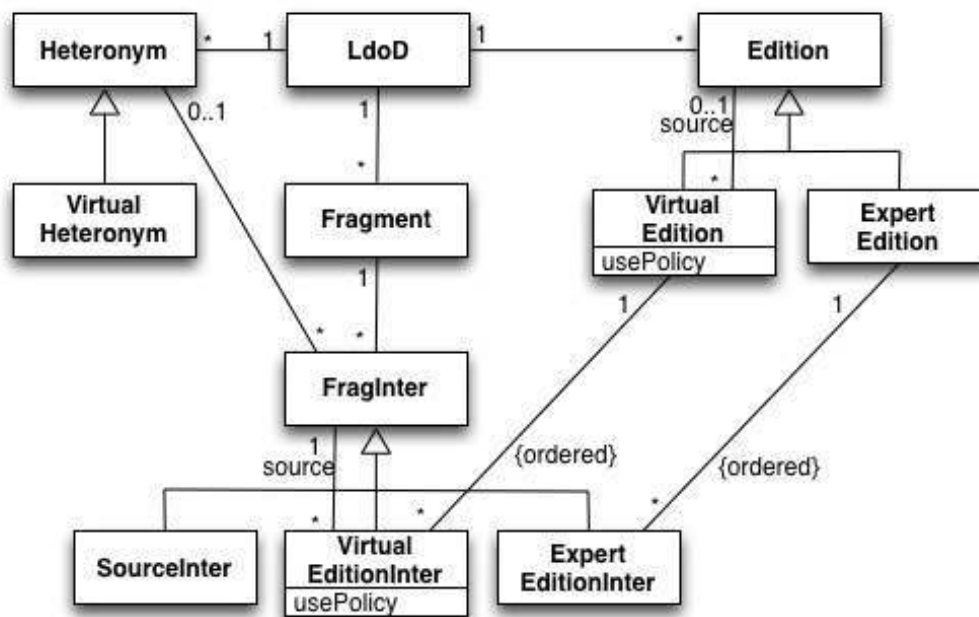 Heteronym
*
1
LdoD
1
*
Edition
0..1
1
0..1
source
*
*
Virtual
Heteronym
Fragment
Virtual
Edition
usePolicy
Expert
Edition
1
1
1
*
*
FragInter
1
source
{ordered}
{ordered}
*
*
*
SourceInter
Virtual
EditionInter
usePolicy
Expert
EditionInter